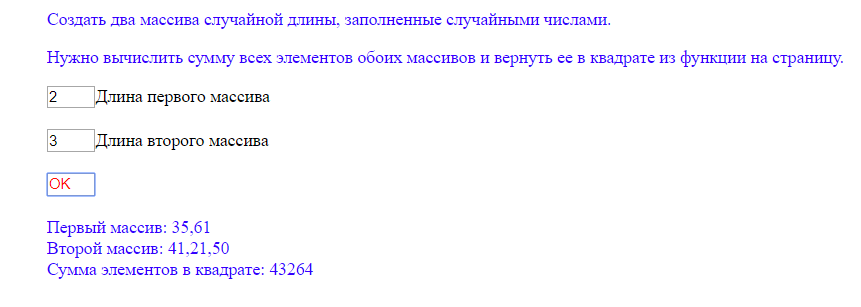 Создать два массива случайной длины, заполненные случайными числами.
Нужно вычислить сумму всех элементов обоих массивов и вернуть ее в квадрате из функции на страницу.
2 Длина первого массива
3 Длина второго массива
OK
Первый массив: 35,61
Второй массив: 41,21,50
Сумма элементов в квадрате: 43264